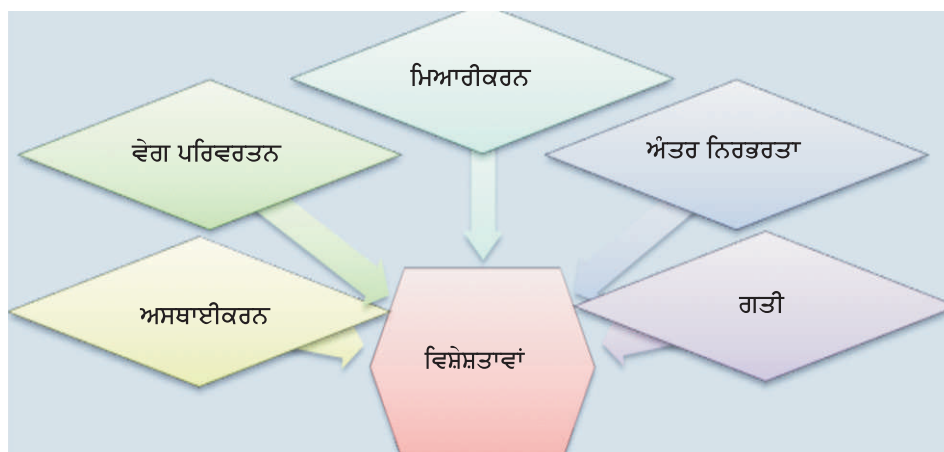 ਮਿਆਰੀਕਰਨ
ਵੇਗ ਪਰਿਵਰਤਨ
ਅੰਤਰ ਨਿਰਭਰਤਾ
ਅਸਥਾਈਕਰਨ
ਗਤੀ
ਵਿਸ਼ੇਸ਼ਤਾਵਾਂ